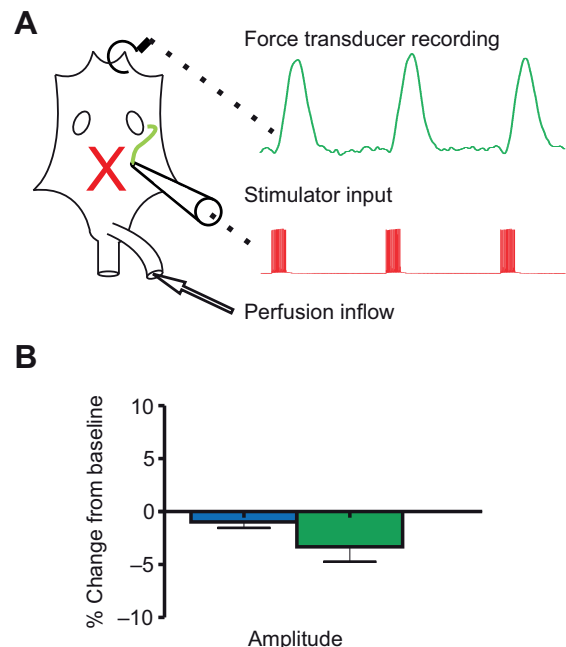 A
Force transducer recording
X
Stimulator input
Perfusion inflow
B
% Change from baseline
10
5
0
–5
–10
Amplitude